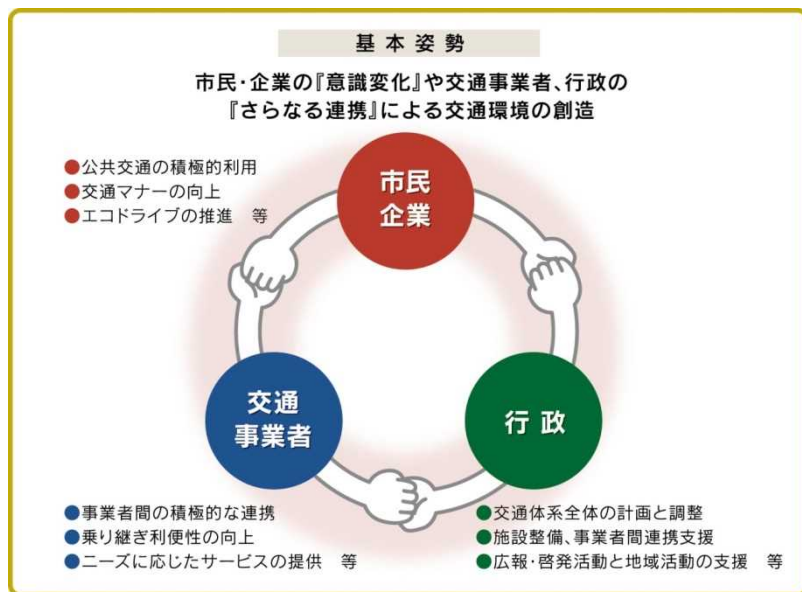 基本姿勢
市民・企業の『意識変化』や交通事業者、行政の
『さらなる連携』による交通環境の創造
●公共交通の積極的利用
●交通マナーの向上
●エコドライブの推進　等
市民
企業
交通
事業者
行政
●事業者間の積極的な連携
●乗り継ぎ利便性の向上
●ニーズに応じたサービスの提供　等
●交通体系全体の計画と調整
●施設整備、事業者間連携支援
●広報・啓発活動と地域活動の支援　等